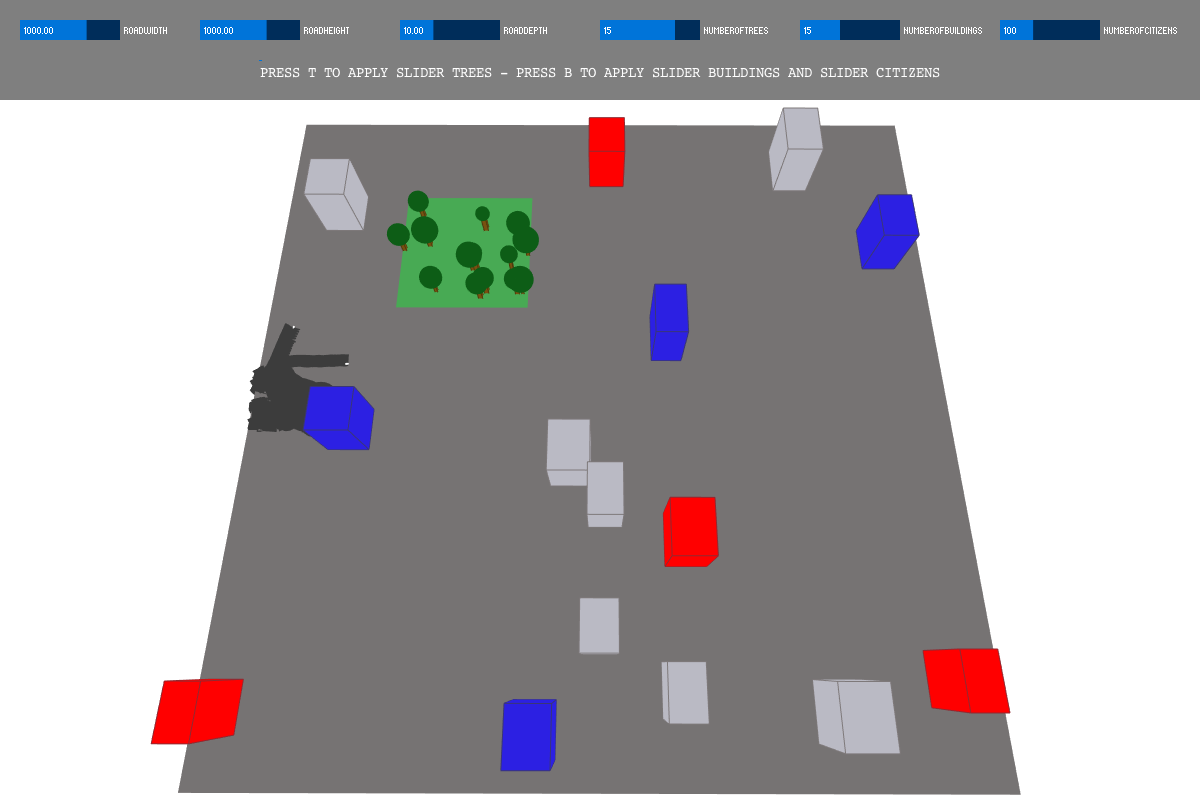 1000.00 ROADWIDTH 1000.00 ROADHEIGHT 10.00 ROADDEPTH 15 NUMBEROFTREES 15 NUMBEROFBUILDINGS 100 NUMBEROFCITIZENS
PRESS T TO APPLY SLIDER TREES - PRESS B TO APPLY SLIDER BUILDINGS AND SLIDER CITIZENS